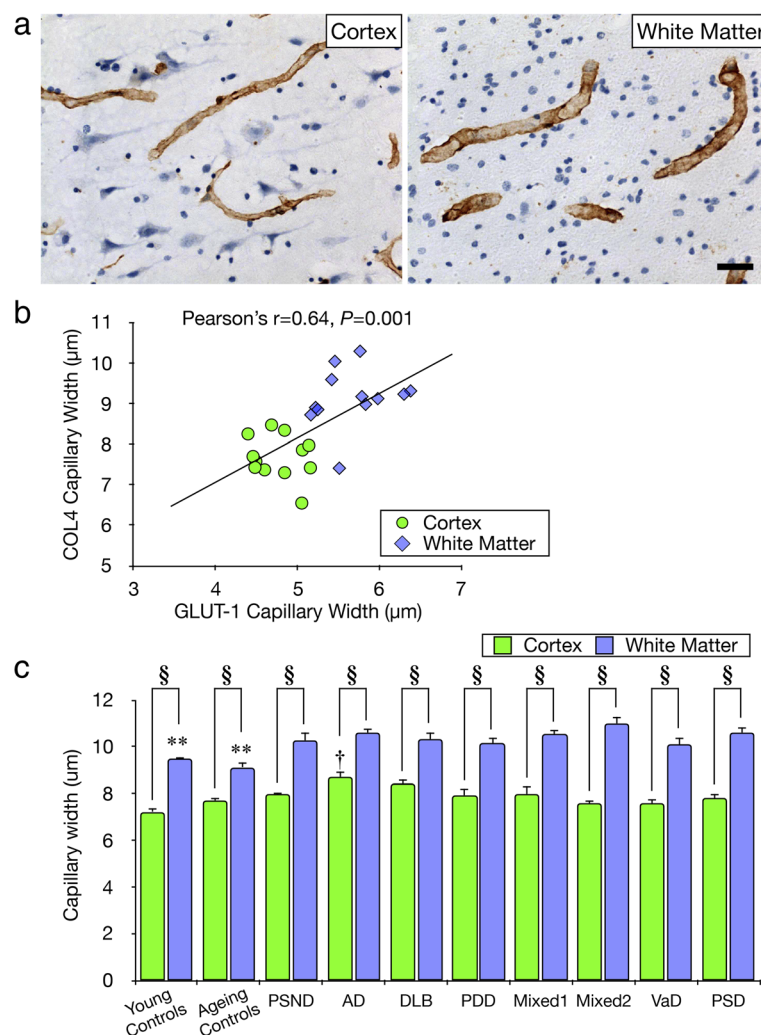 a
Cortex
White Matter
b
Pearson's r=0.64, P=0.001
11
10
9
8
7
6
5
COL4 Capillary Width (μm)
Cortex
White Matter
3
4
5
6
7
GLUT-1 Capillary Width (μm)
Cortex
White Matter
c
§ § § § § § § § § §
12
10
8
6
4
2
0
Capillary width (μm)
**
**
†
Young Controls
Ageing Controls
PSND
AD
DLB
PDD
Mixed1
Mixed2
VaD
PSD